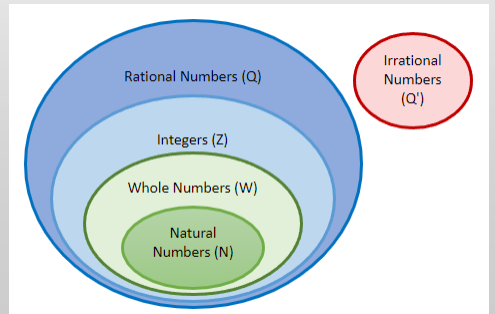 Rational Numbers (Q)
Irrational
Numbers
(Q')
Integers (Z)
Whole Numbers (W)
Natural
Numbers (N)